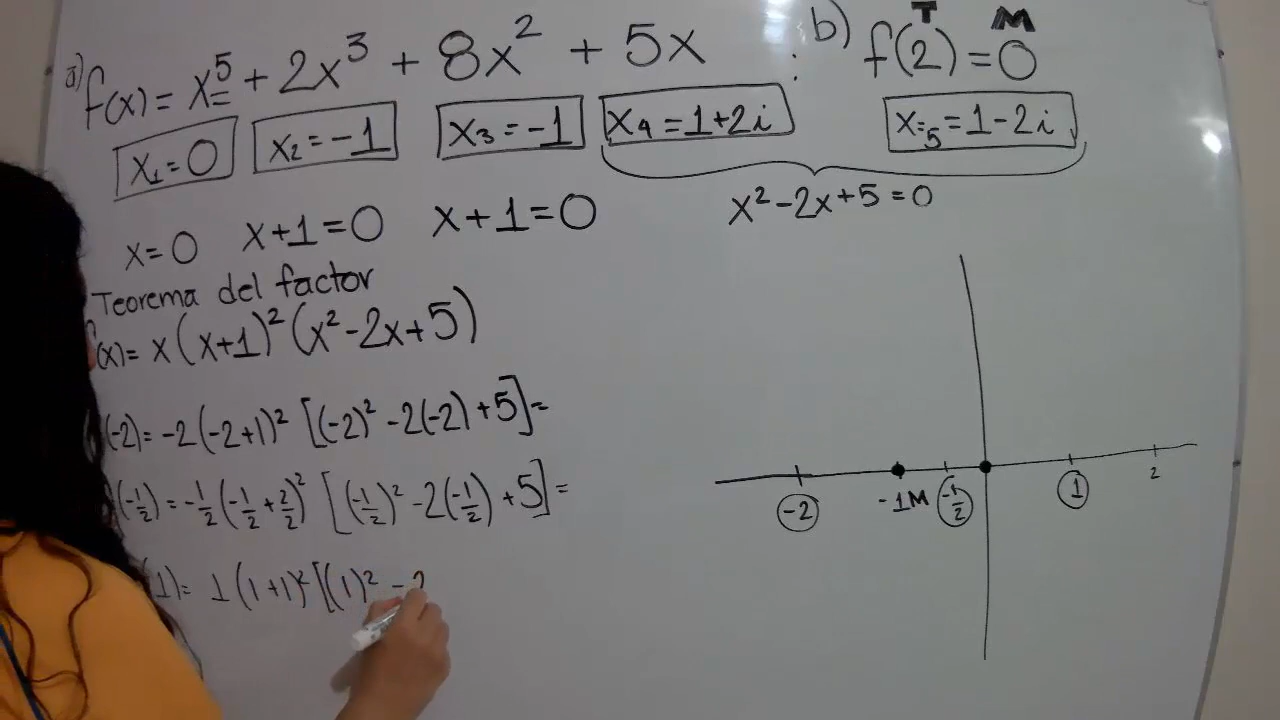 a) f(x) = x⁵ + 2x³ + 8x² + 5x ; b) f(2) = 0
T M
x₁ = 0 x₂ = -1 x₃ = -1 x₄ = 1+2i x₅ = 1-2i
x = 0 x+1 = 0 x+1 = 0 x² - 2x + 5 = 0
Teorema del factor
(x) = x(x+1)² (x² - 2x + 5)
(-2) = -2(-2+1)² [(-2)² - 2(-2) + 5] =
(-1/2) = -1/2(-1/2 + 2/2)² [(-1/2)² - 2(-1/2) + 5] =
(1) = 1(1+1)² [(1)² - 2
-2 -1M -1/2 1 2